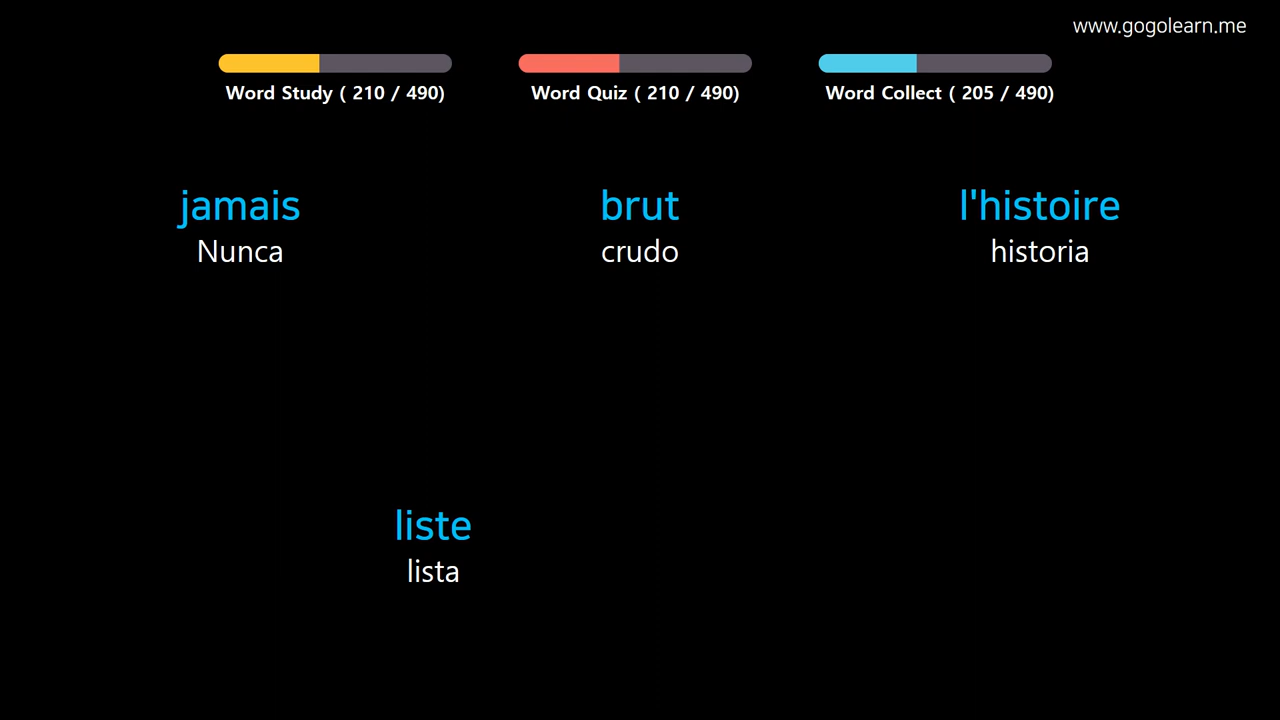 www.gogolearn.me
Word Study ( 210 / 490)
Word Quiz ( 210 / 490)
Word Collect ( 205 / 490)
jamais
Nunca
brut
crudo
l'histoire
historia
liste
lista